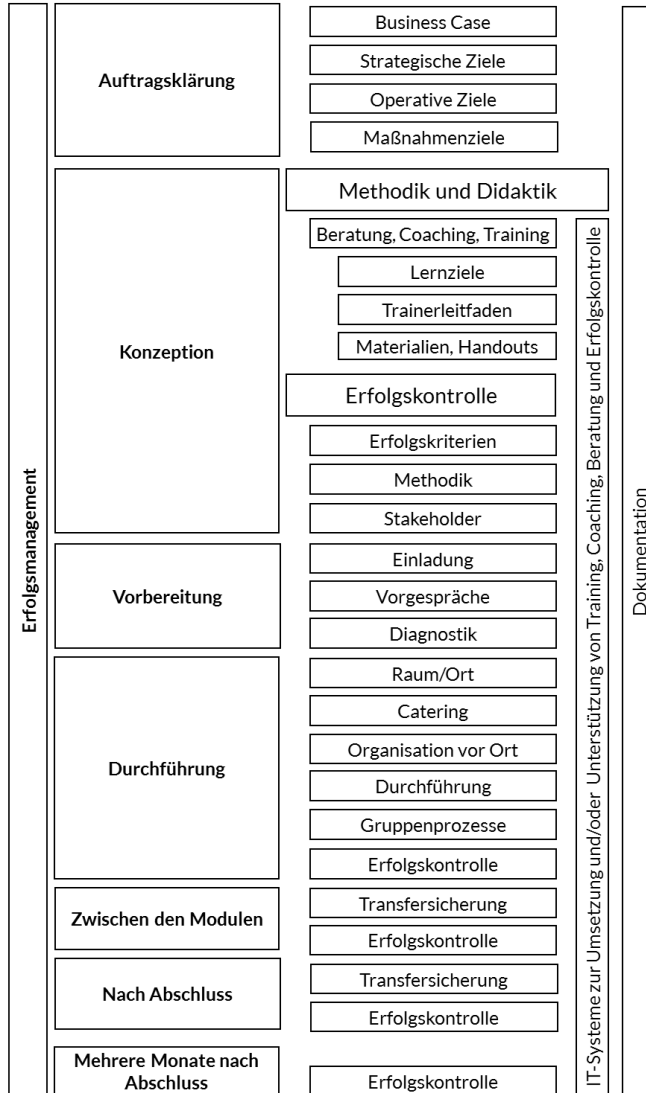 Erfolgsmanagement
Auftragsklärung
Business Case
Strategische Ziele
Operative Ziele
Maßnahmenziele
Konzeption
Methodik und Didaktik
Beratung, Coaching, Training
Lernziele
Trainerleitfaden
Materialien, Handouts
Erfolgskontrolle
Erfolgskriterien
Methodik
Stakeholder
Vorbereitung
Einladung
Vorgespräche
Diagnostik
Durchführung
Raum/Ort
Catering
Organisation vor Ort
Durchführung
Gruppenprozesse
Erfolgskontrolle
Zwischen den Modulen
Transfersicherung
Erfolgskontrolle
Nach Abschluss
Transfersicherung
Erfolgskontrolle
Mehrere Monate nach
Abschluss
Erfolgskontrolle
IT-Systeme zur Umsetzung und/oder Unterstützung von Training, Coaching, Beratung und Erfolgskontrolle
Dokumentation